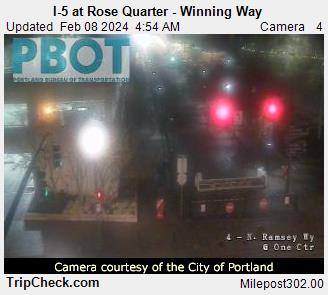 I-5 at Rose Quarter - Winning Way
Updated Feb 08 2024 4:54 AM Camera 4
PBOT
PORTLAND BUREAU OF TRANSPORTATION
4 - N. Ramsey Wy
@ One Ctr
Camera courtesy of the City of Portland
TripCheck.com Milepost302.00